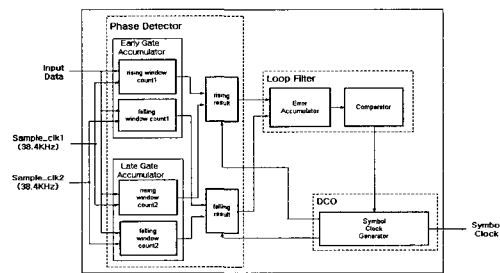 Phase Detector
Early Gate
Accumulator
rising window
count1
falling
window count1
Late Gate
Accumulator
rising
window
count2
falling
window
count2
rising
result
falling
result
Input
Data
Sample_clk1
(38.4KHz)
Sample_clk2
(38.4KHz)
Loop Filter
Error
Accumulator
Comparator
DCO
Symbol
Clock
Generator
Symbo
Clock